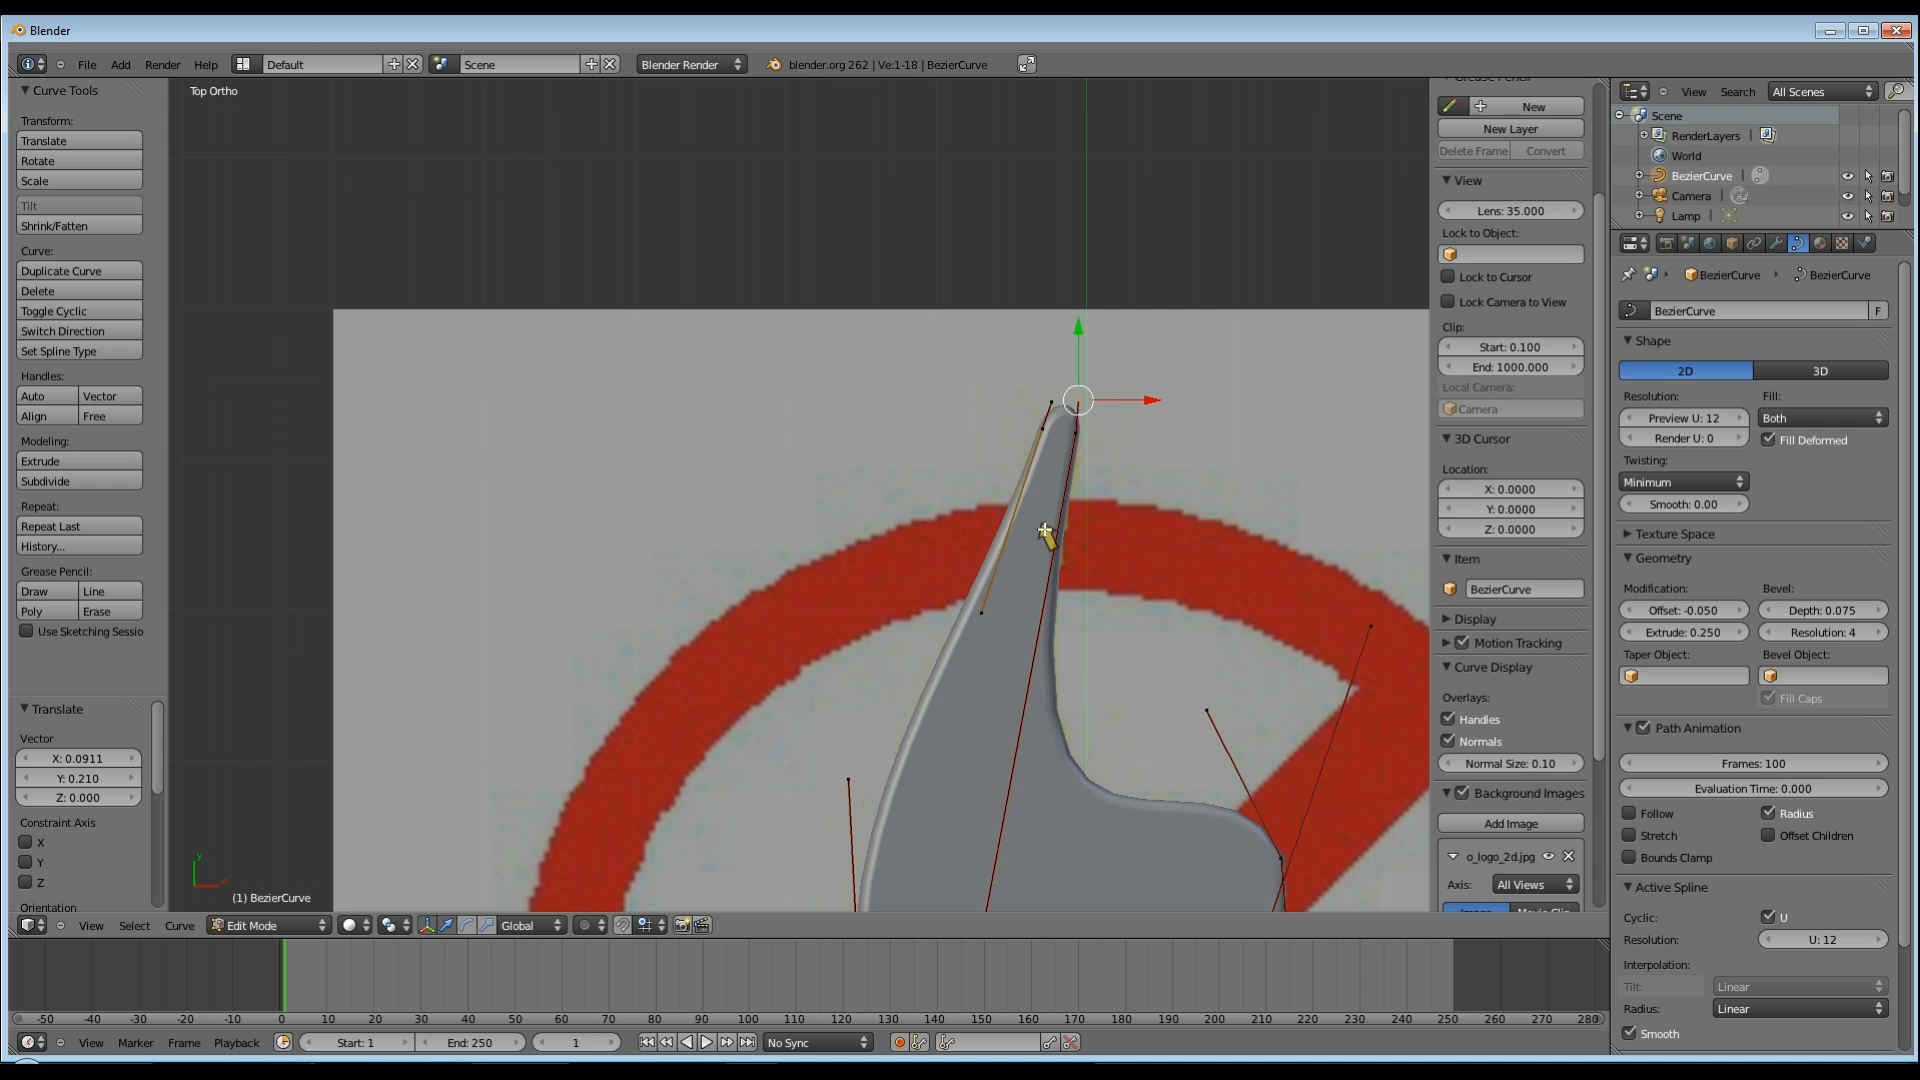 Blender
File Add Render Help Default Scene Blender Render blender.org 262 | Ve:1-18 | BezierCurve
Curve Tools
Transform:
Translate
Rotate
Scale
Tilt
Shrink/Fatten
Curve:
Duplicate Curve
Delete
Toggle Cyclic
Switch Direction
Set Spline Type
Handles:
Auto Vector
Align Free
Modeling:
Extrude
Subdivide
Repeat:
Repeat Last
History...
Grease Pencil:
Draw Line
Poly Erase
Use Sketching Sessio
Translate
Vector
X: 0.0911
Y: 0.210
Z: 0.000
Constraint Axis
X
Y
Z
Orientation
Top Ortho
y
(1) BezierCurve
View Select Curve Edit Mode Global
New
New Layer
Delete Frame Convert
View
Lens: 35.000
Lock to Object:
Lock to Cursor
Lock Camera to View
Clip:
Start: 0.100
End: 1000.000
Local Camera:
Camera
3D Cursor
Location:
X: 0.0000
Y: 0.0000
Z: 0.0000
Item
BezierCurve
Display
Motion Tracking
Curve Display
Overlays:
Handles
Normals
Normal Size: 0.10
Background Images
Add Image
o_logo_2d.jpg
Axis: All Views
View Search All Scenes
Scene
RenderLayers
World
BezierCurve
Camera
Lamp
BezierCurve BezierCurve
BezierCurve F
Shape
2D 3D
Resolution: Fill:
Preview U: 12 Both
Render U: 0 Fill Deformed
Twisting:
Minimum
Smooth: 0.00
Texture Space
Geometry
Modification: Bevel:
Offset: -0.050 Depth: 0.075
Extrude: 0.250 Resolution: 4
Taper Object: Bevel Object:
Fill Caps
Path Animation
Frames: 100
Evaluation Time: 0.000
Follow Radius
Stretch Offset Children
Bounds Clamp
Active Spline
Cyclic: U
Resolution: U: 12
Interpolation:
Tilt: Linear
Radius: Linear
Smooth
-50 -40 -30 -20 -10 0 10 20 30 40 50 60 70 80 90 100 110 120 130 140 150 160 170 180 190 200 210 220 230 240 250 260 270 280
View Marker Frame Playback Start: 1 End: 250 1 No Sync